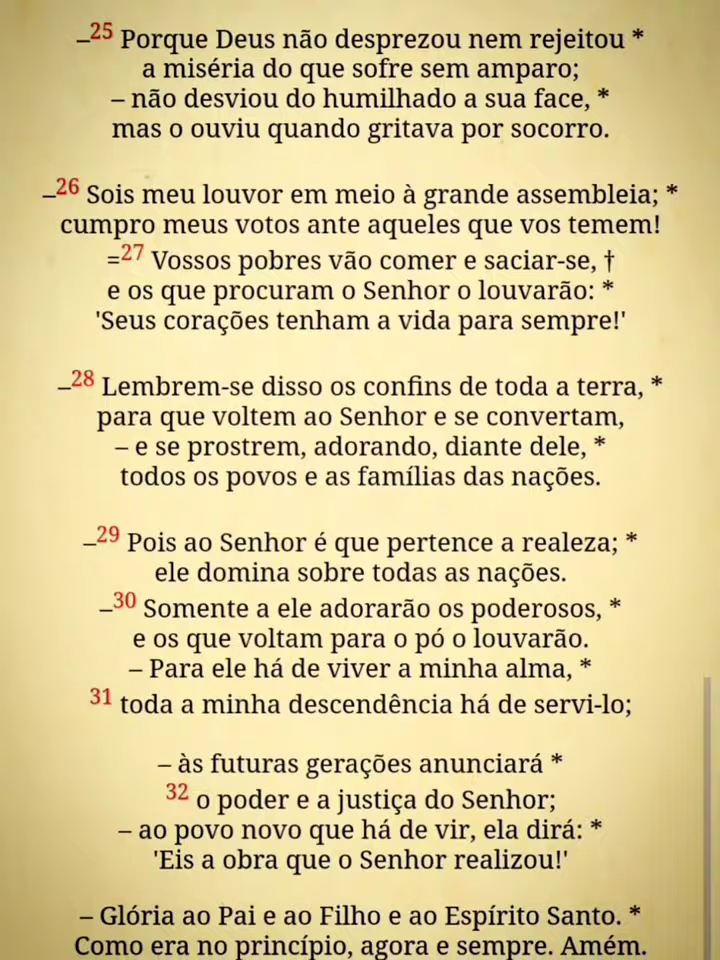 –25 Porque Deus não desprezou nem rejeitou *
a miséria do que sofre sem amparo;
– não desviou do humilhado a sua face, *
mas o ouviu quando gritava por socorro.
–26 Sois meu louvor em meio à grande assembleia; *
cumpro meus votos ante aqueles que vos temem!
=27 Vossos pobres vão comer e saciar-se, †
e os que procuram o Senhor o louvarão: *
'Seus corações tenham a vida para sempre!'
–28 Lembrem-se disso os confins de toda a terra, *
para que voltem ao Senhor e se convertam,
– e se prostrem, adorando, diante dele, *
todos os povos e as famílias das nações.
–29 Pois ao Senhor é que pertence a realeza; *
ele domina sobre todas as nações.
–30 Somente a ele adorarão os poderosos, *
e os que voltam para o pó o louvarão.
– Para ele há de viver a minha alma, *
31 toda a minha descendência há de servi-lo;
– às futuras gerações anunciará *
32 o poder e a justiça do Senhor;
– ao povo novo que há de vir, ela dirá: *
'Eis a obra que o Senhor realizou!'
– Glória ao Pai e ao Filho e ao Espírito Santo. *
Como era no princípio, agora e sempre. Amém.